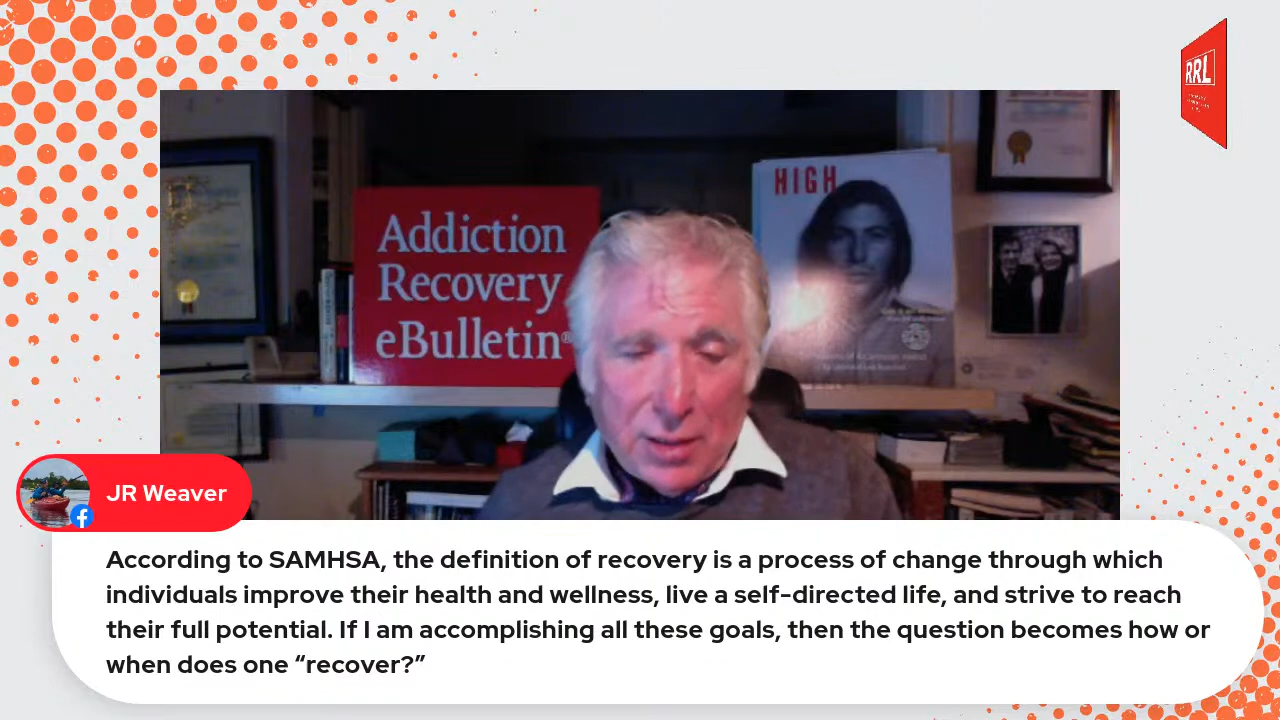 RRL
HIGH
Addiction
Recovery
eBulletin®
JR Weaver
According to SAMHSA, the definition of recovery is a process of change through which
individuals improve their health and wellness, live a self-directed life, and strive to reach
their full potential. If I am accomplishing all these goals, then the question becomes how or
when does one “recover?”